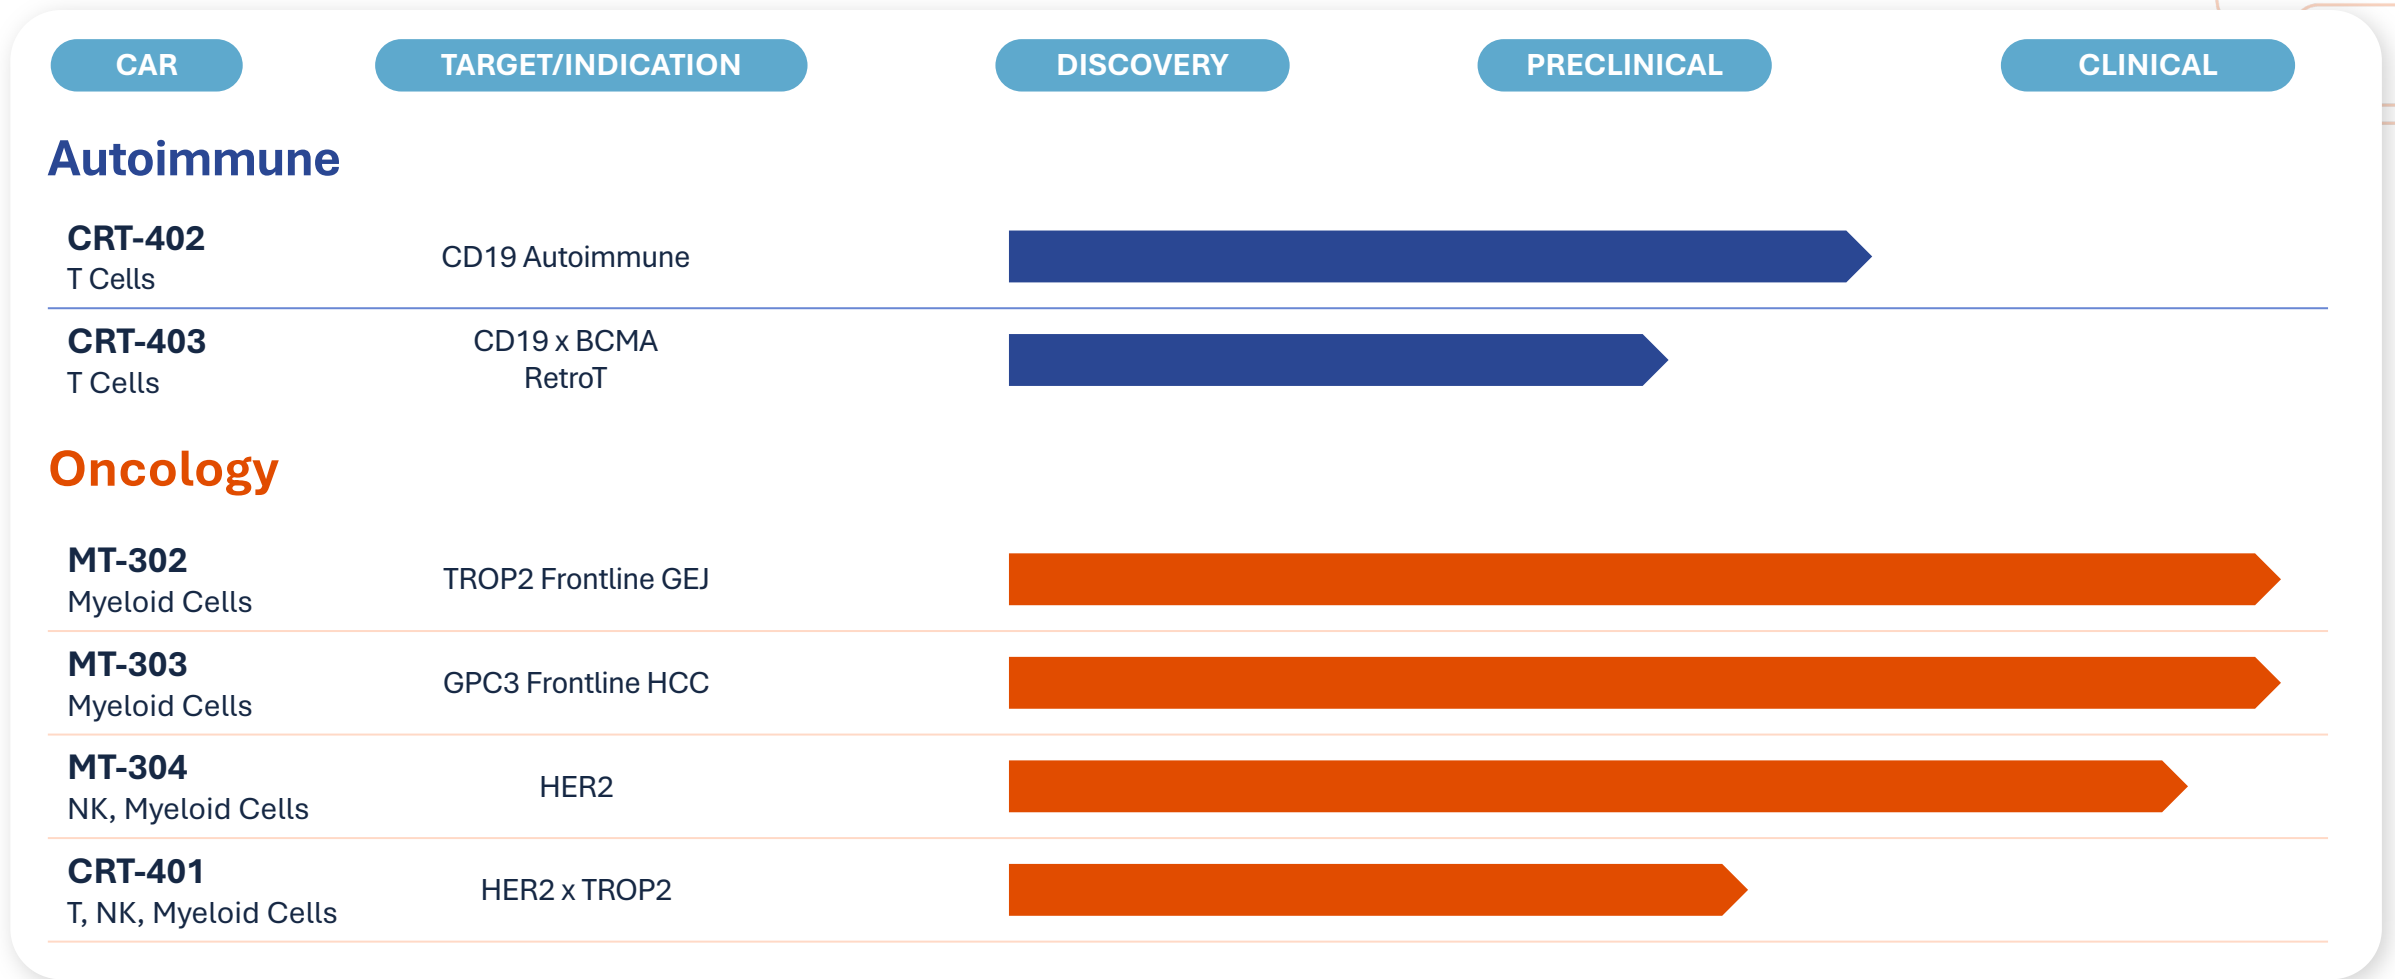 CAR
TARGET/INDICATION
DISCOVERY
PRECLINICAL
CLINICAL
Autoimmune
CRT-402
T Cells
CD19 Autoimmune
CRT-403
T Cells
CD19 x BCMA
RetroT
Oncology
MT-302
Myeloid Cells
TROP2 Frontline GEJ
MT-303
Myeloid Cells
GPC3 Frontline HCC
MT-304
NK, Myeloid Cells
HER2
CRT-401
T, NK, Myeloid Cells
HER2 x TROP2